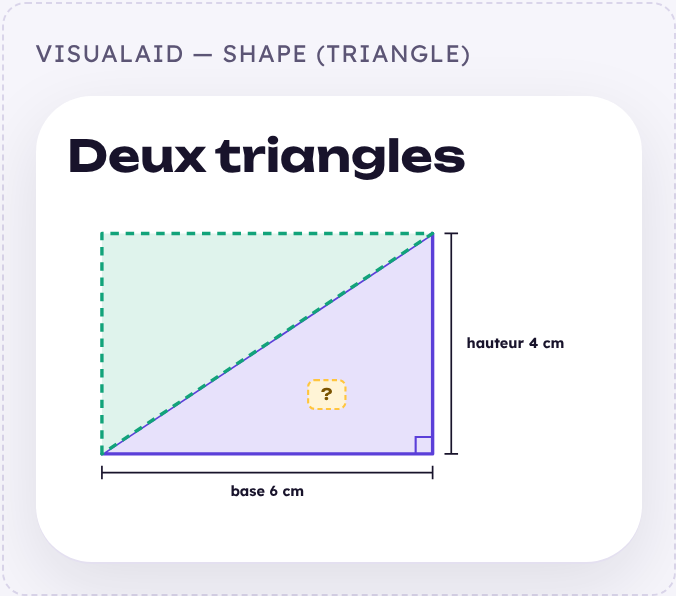 VISUALAID — SHAPE (TRIANGLE)
Deux triangles
hauteur 4 cm
?
base 6 cm